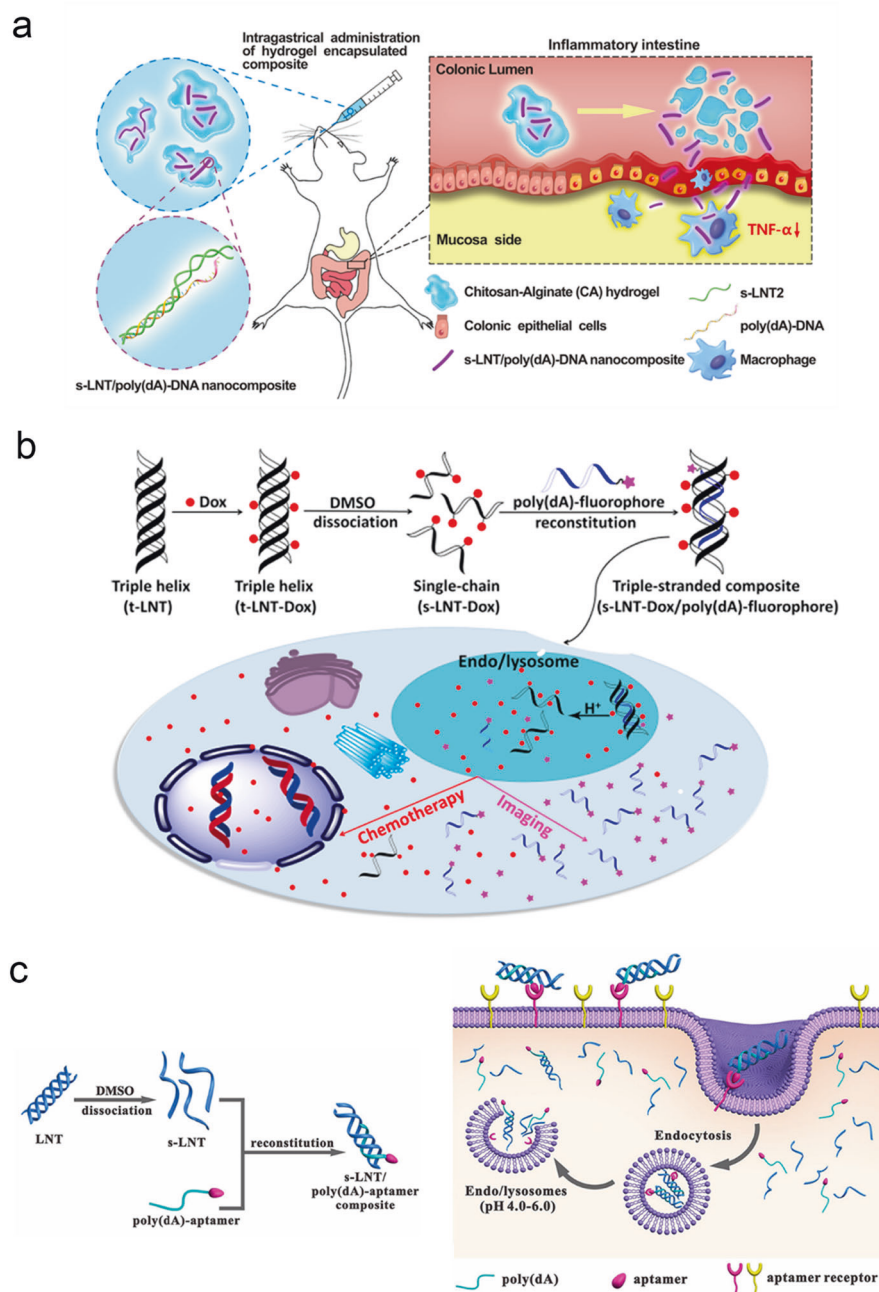 a
Intragastrical administration
of hydrogel encapsulated
composite
Inflammatory intestine
Colonic Lumen
TNF-α↓
Mucosa side
s-LNT/poly(dA)-DNA nanocomposite
Chitosan-Alginate (CA) hydrogel
s-LNT2
Colonic epithelial cells
poly(dA)-DNA
s-LNT/poly(dA)-DNA nanocomposite
Macrophage
b
Dox
DMSO
dissociation
poly(dA)-fluorophore
reconstitution
Triple helix
(t-LNT)
Triple helix
(t-LNT-Dox)
Single-chain
(s-LNT-Dox)
Triple-stranded composite
(s-LNT-Dox/poly(dA)-fluorophore)
Endo/lysosome
H+
Chemotherapy
Imaging
c
LNT
DMSO
dissociation
s-LNT
reconstitution
poly(dA)-aptamer
s-LNT/
poly(dA)-aptamer
composite
Endocytosis
Endo/lysosomes
(pH 4.0-6.0)
poly(dA)
aptamer
aptamer receptor